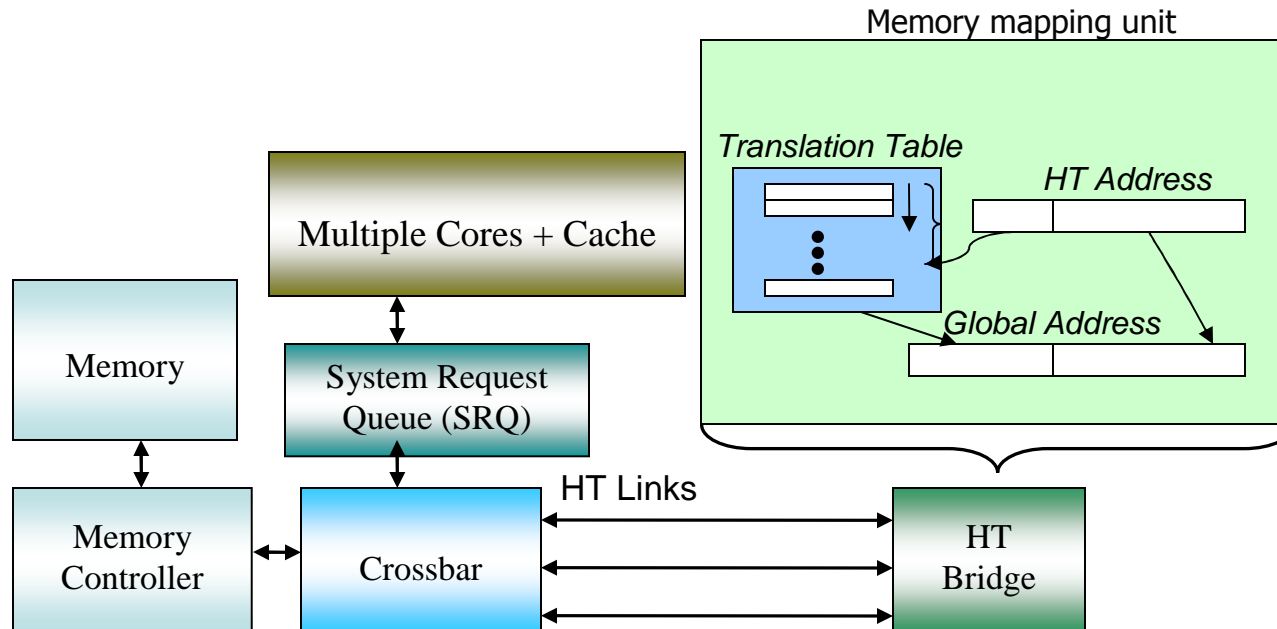 Memory mapping unit
Translation Table
HT Address
Multiple Cores + Cache
Global Address
Memory
System Request
Queue (SRQ)
HT Links
Memory
Controller
Crossbar
HT
Bridge